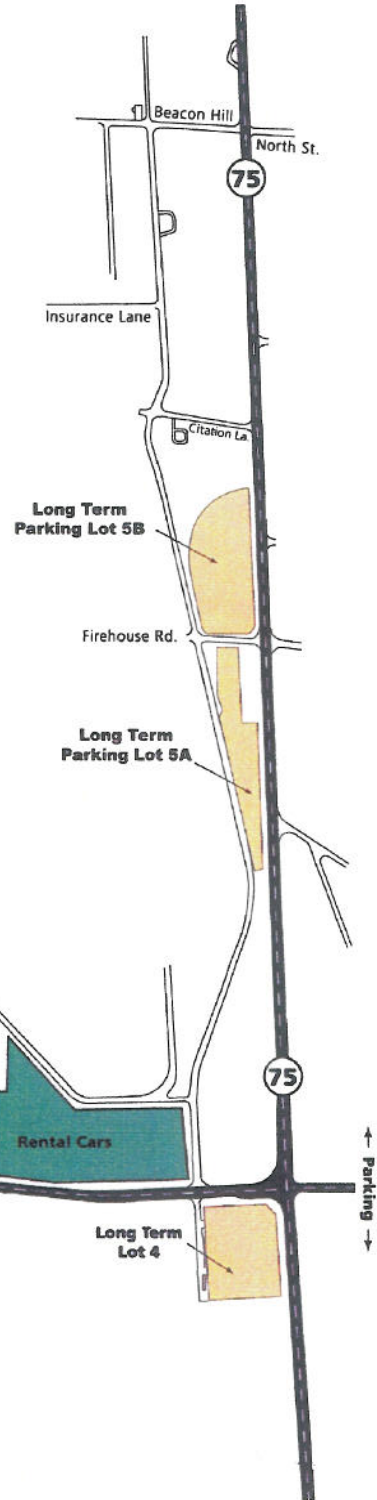 Beacon Hill
North St.
75
Insurance Lane
Citation La.
Long Term
Parking Lot 5B
Firehouse Rd.
Long Term
Parking Lot 5A
75
Rental Cars
← Parking →
Long Term
Lot 4